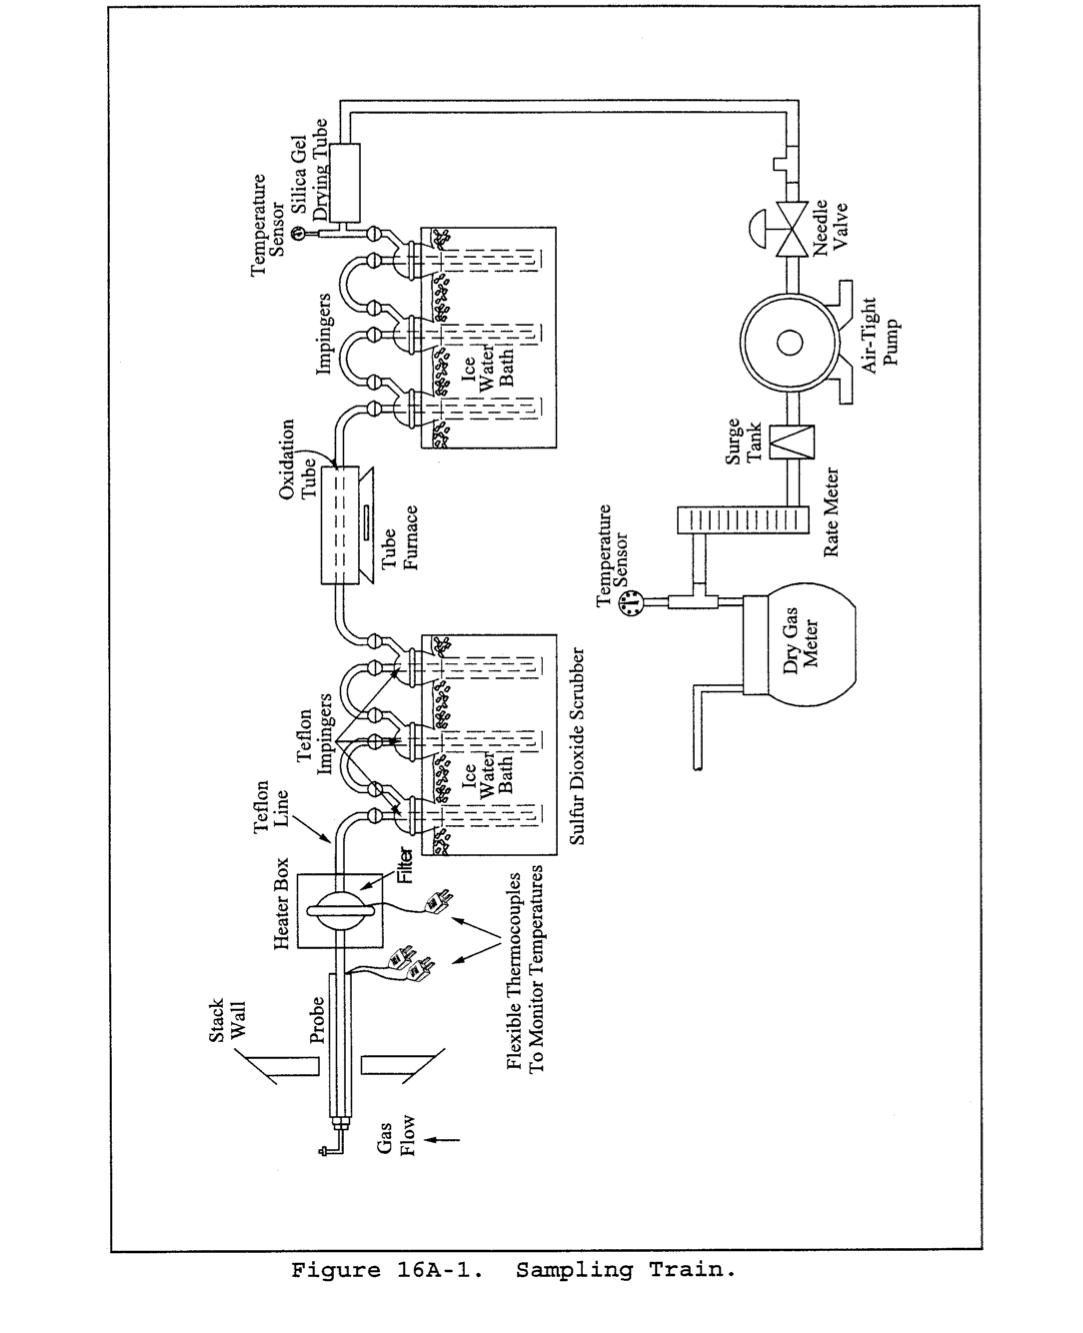 Stack
Wall
Probe
Gas
Flow
Heater Box
Filter
Teflon
Line
Flexible Thermocouples
To Monitor Temperatures
Teflon
Impingers
Ice
Water
Bath
Sulfur Dioxide Scrubber
Oxidation
Tube
Tube
Furnace
Impingers
Ice
Water
Bath
Temperature
Sensor
Silica Gel
Drying Tube
Needle
Valve
Air-Tight
Pump
Surge
Tank
Rate Meter
Temperature
Sensor
Dry Gas
Meter
Figure 16A-1. Sampling Train.